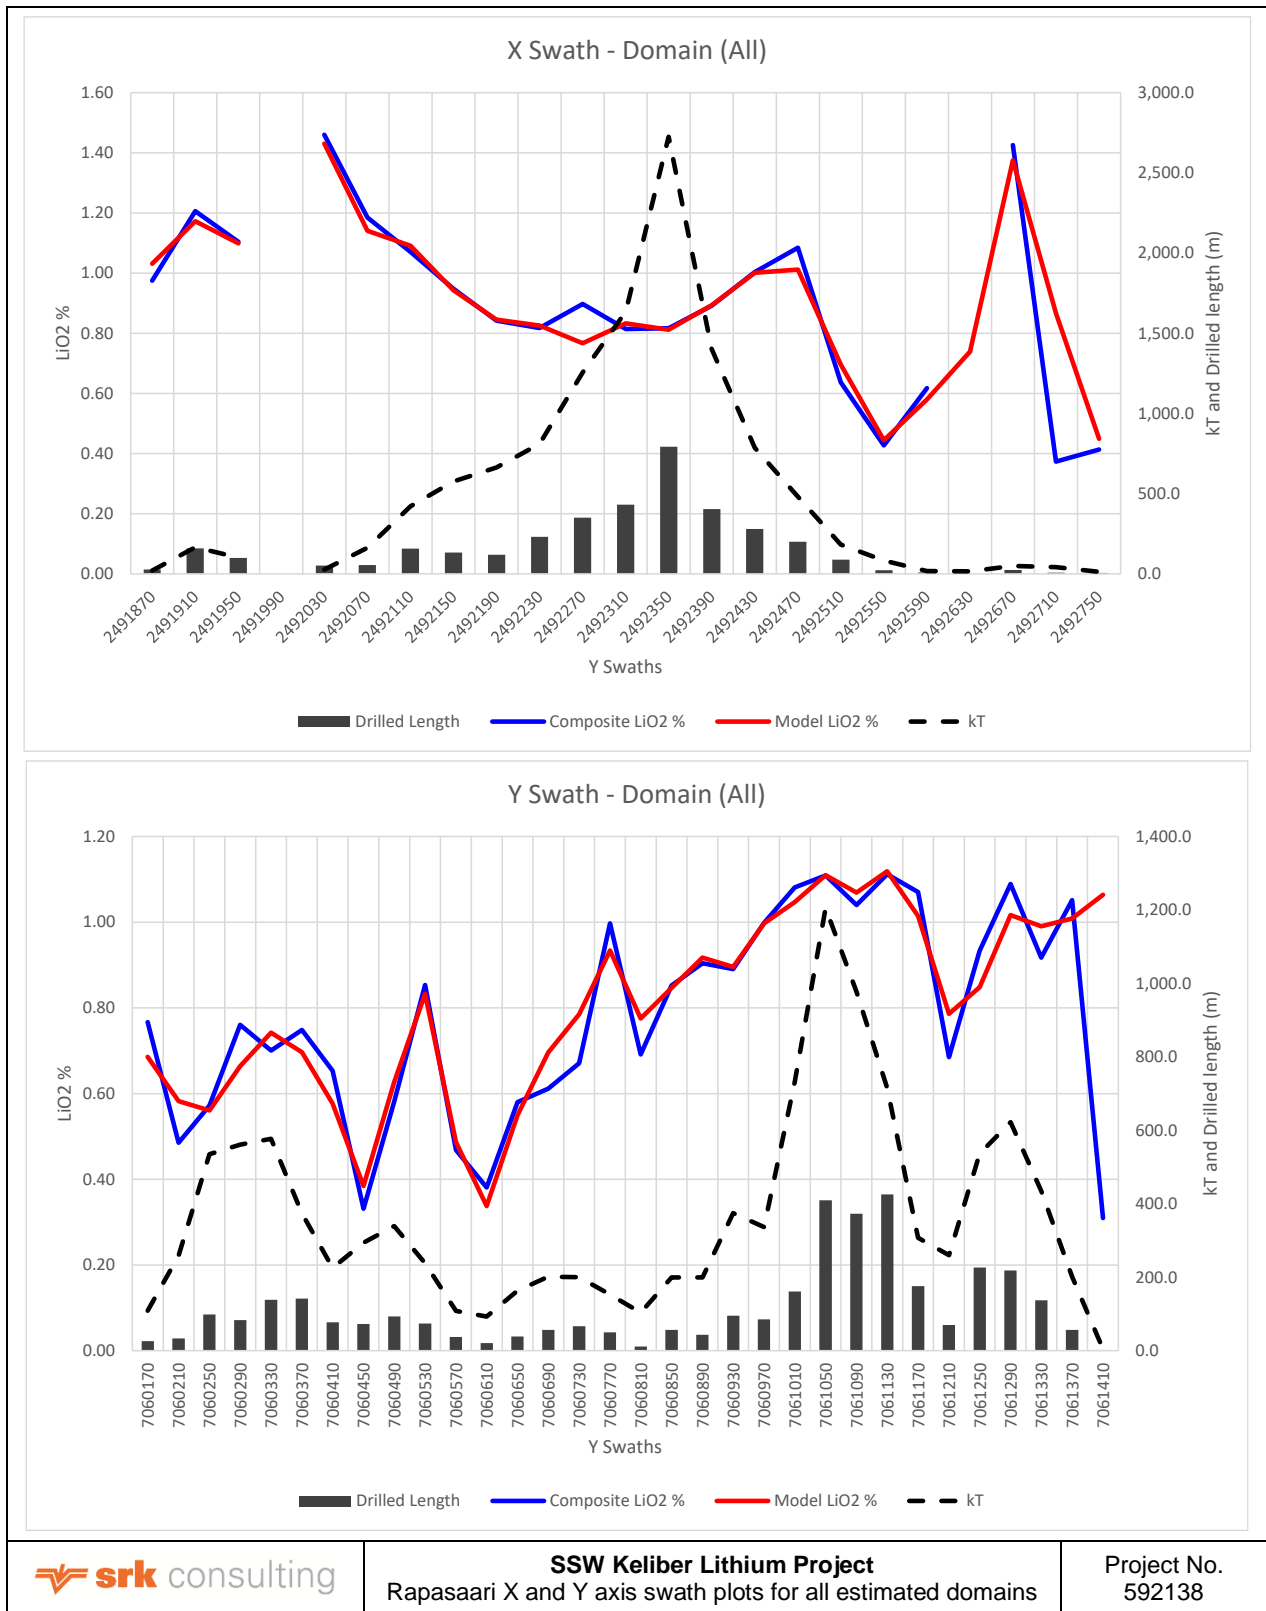 X Swath - Domain (All)
1.60
1.40
1.20
1.00
0.80
0.60
0.40
0.20
0.00
LiO2 %
3,000.0
2,500.0
2,000.0
1,500.0
1,000.0
500.0
0.0
kT and Drilled length (m)
2491870 2491910 2491950 2491990 2492030 2492070 2492110 2492150 2492190 2492230 2492270 2492310 2492350 2492390 2492430 2492470 2492510 2492550 2492590 2492630 2492670 2492710 2492750
Y Swaths
Drilled Length Composite LiO2 % Model LiO2 % kT
Y Swath - Domain (All)
1.20
1.00
0.80
0.60
0.40
0.20
0.00
LiO2 %
1,400.0
1,200.0
1,000.0
800.0
600.0
400.0
200.0
0.0
kT and Drilled length (m)
7060170 7060210 7060250 7060290 7060330 7060370 7060410 7060450 7060490 7060530 7060570 7060610 7060650 7060690 7060730 7060770 7060810 7060850 7060890 7060930 7060970 7061010 7061050 7061090 7061130 7061170 7061210 7061250 7061290 7061330 7061370 7061410
Y Swaths
Drilled Length Composite LiO2 % Model LiO2 % kT
srk consulting
SSW Keliber Lithium Project
Rapasaari X and Y axis swath plots for all estimated domains
Project No.
592138